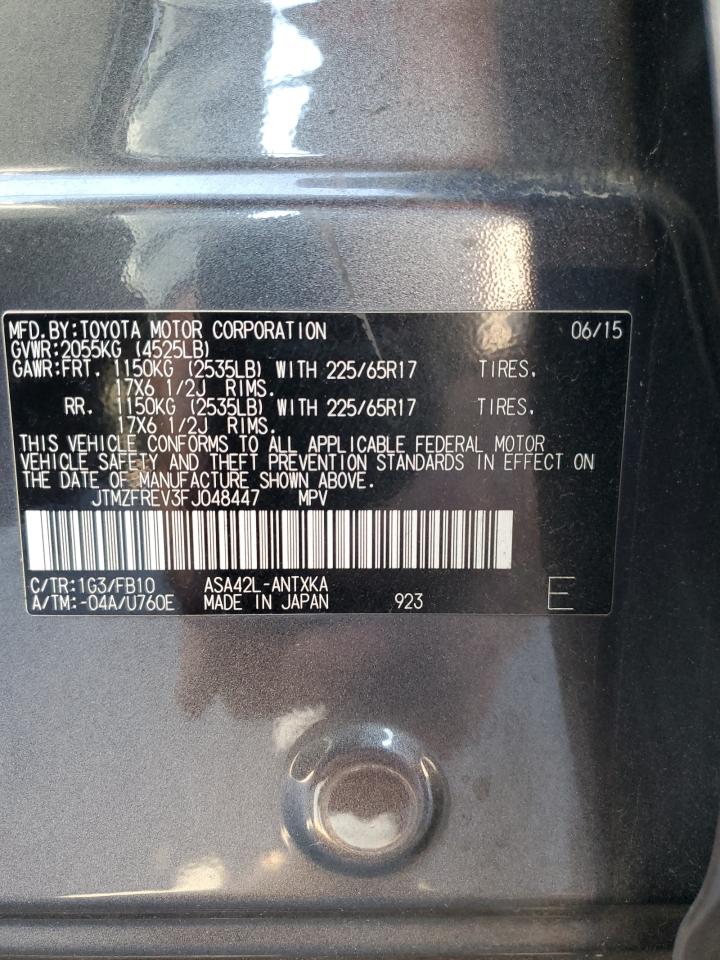 MFD.BY:TOYOTA MOTOR CORPORATION 06/15
GVWR:2055KG (4525LB)
GAWR:FRT. 1150KG (2535LB) WITH 225/65R17 TIRES.
17X6 1/2J RIMS.
RR. 1150KG (2535LB) WITH 225/65R17 TIRES.
17X6 1/2J RIMS.
THIS VEHICLE CONFORMS TO ALL APPLICABLE FEDERAL MOTOR
VEHICLE SAFETY AND THEFT PREVENTION STANDARDS IN EFFECT ON
THE DATE OF MANUFACTURE SHOWN ABOVE.
JTMZFREV3FJ048447 MPV
C/TR:1G3/FB10 ASA42L-ANTXKA
A/TM:-04A/U760E MADE IN JAPAN 923 E